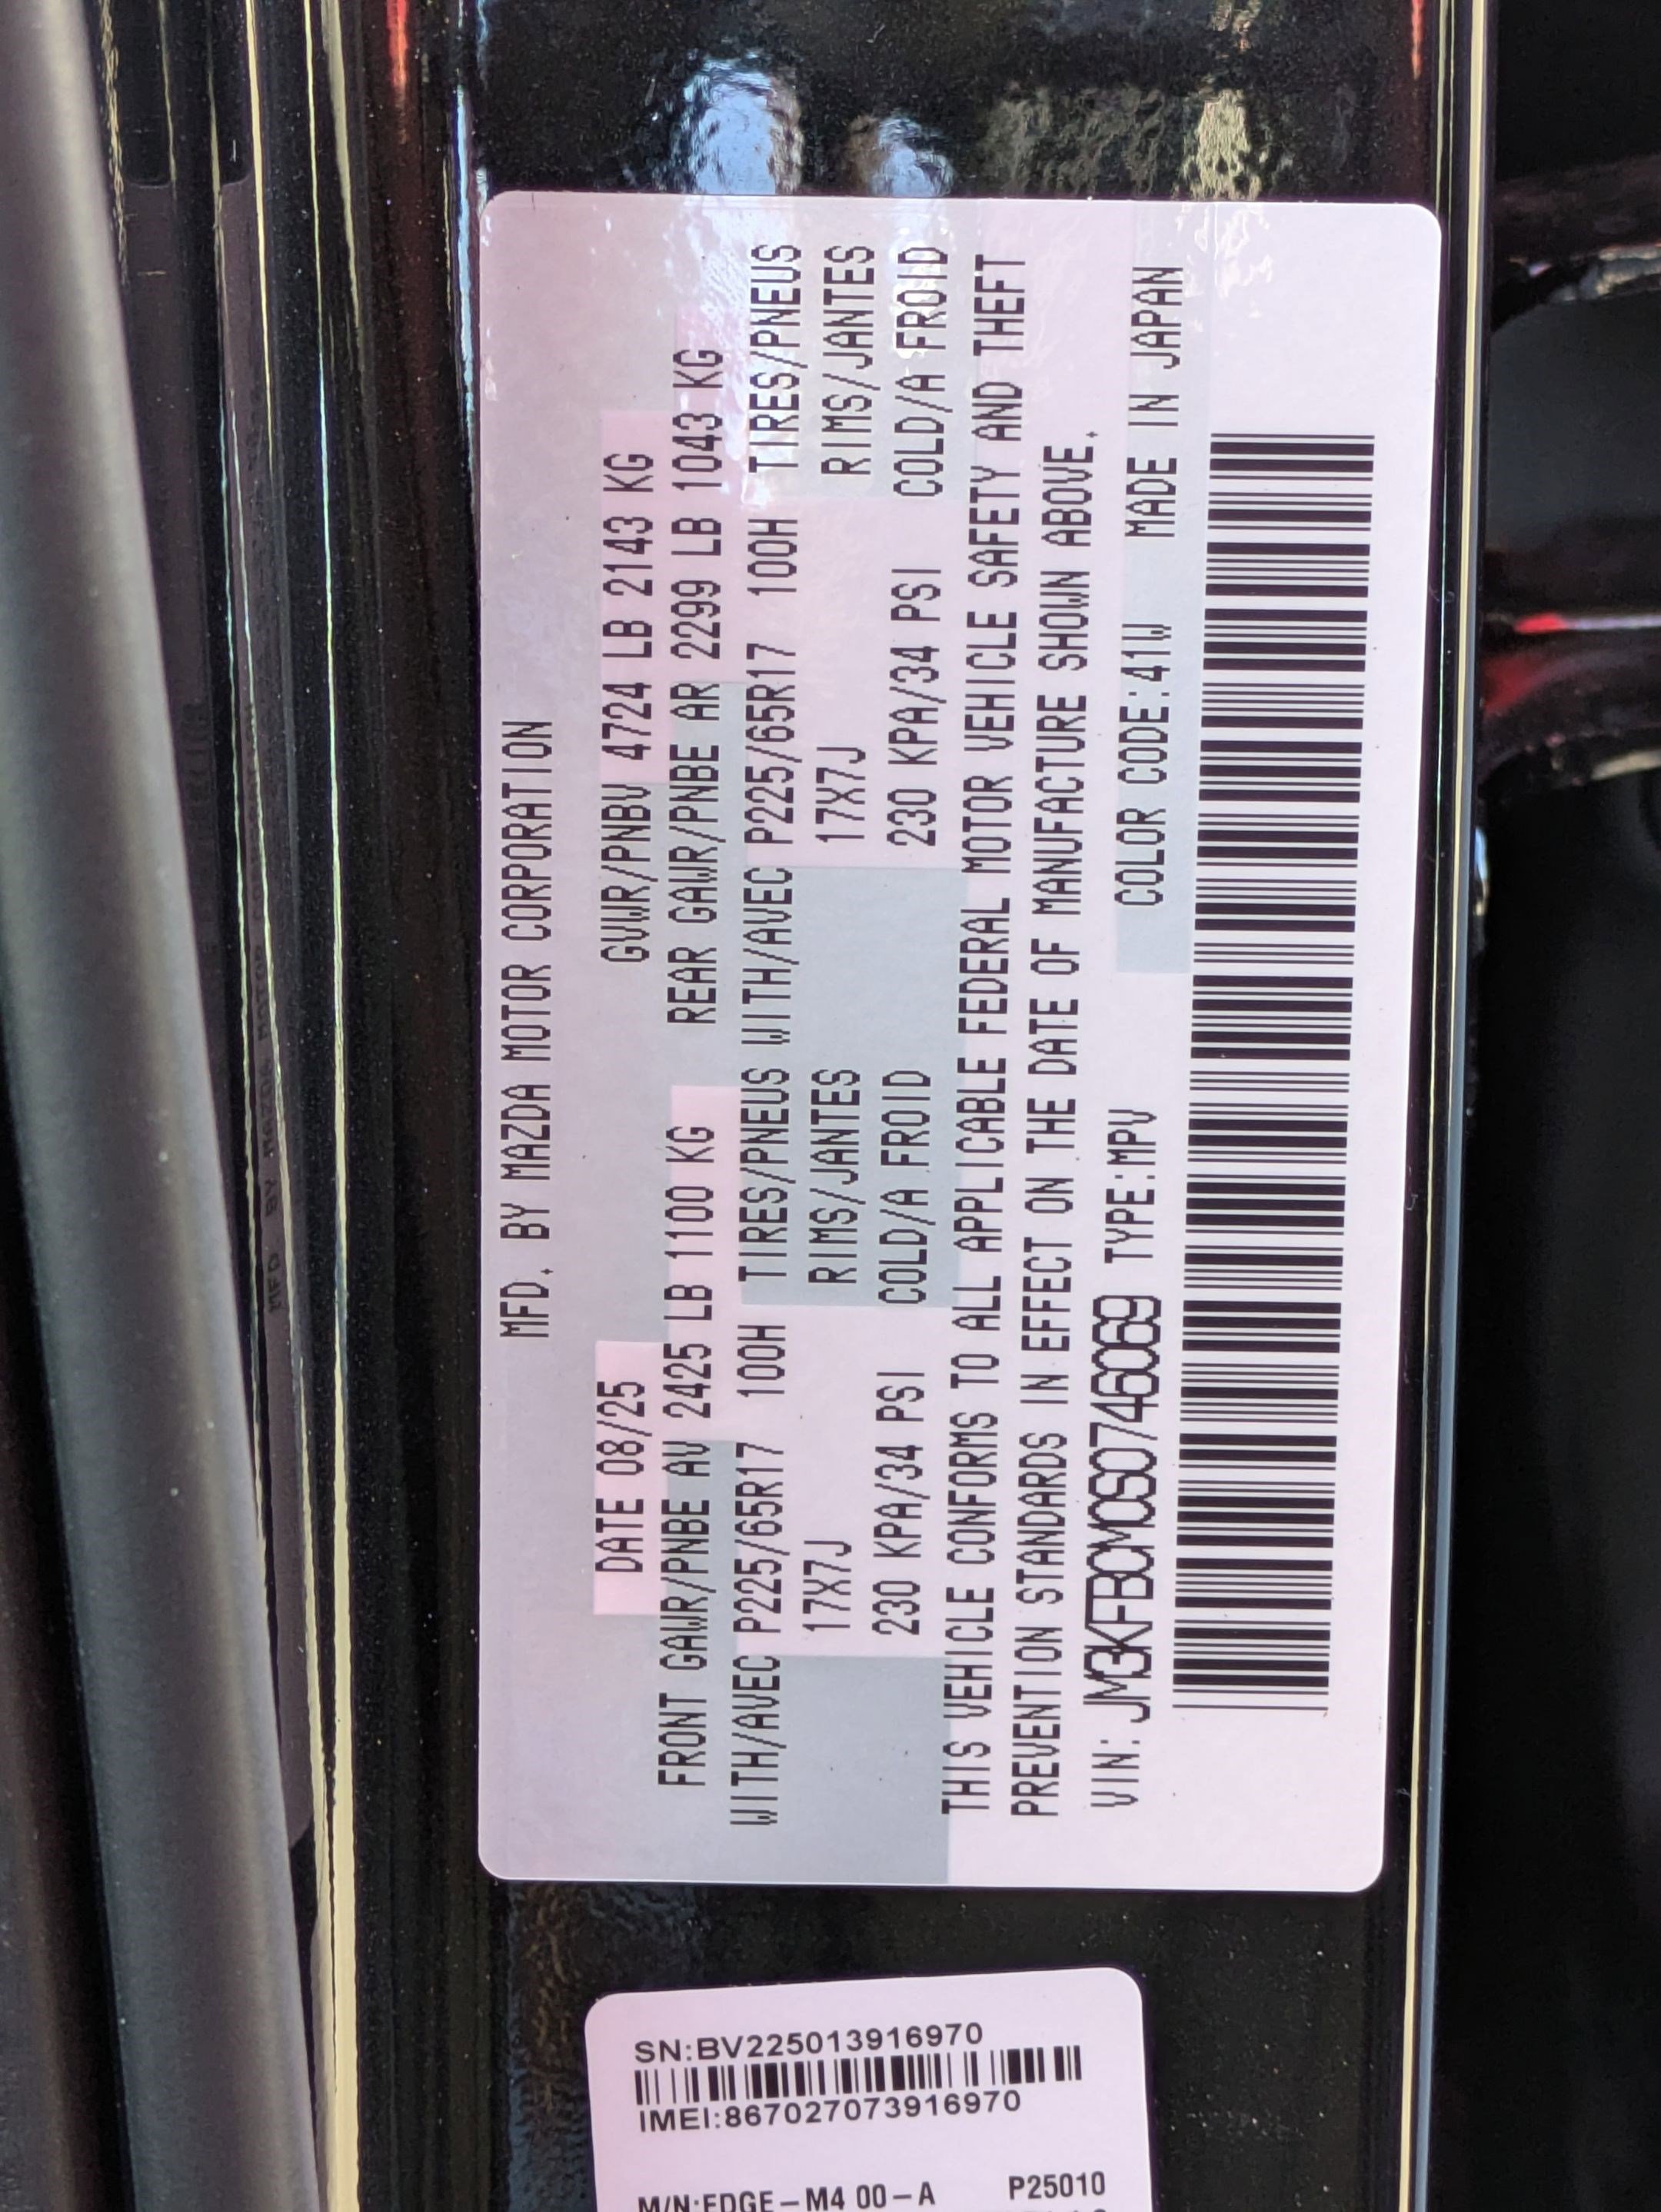 MFD. BY MAZDA MOTOR CORPORATION
DATE 08/25 GVWR/PNBV 4724 LB 2143 KG
FRONT GAWR/PNBE AV 2425 LB 1100 KG REAR GAWR/PNBE AR 2299 LB 1043 KG
WITH/AVEC P225/65R17 100H TIRES/PNEUS WITH/AVEC P225/65R17 100H TIRES/PNEUS
17X7J RIMS/JANTES 17X7J RIMS/JANTES
230 KPA/34 PSI COLD/A FROID 230 KPA/34 PSI COLD/A FROID
THIS VEHICLE CONFORMS TO ALL APPLICABLE FEDERAL MOTOR VEHICLE SAFETY AND THEFT
PREVENTION STANDARDS IN EFFECT ON THE DATE OF MANUFACTURE SHOWN ABOVE.
VIN: JM3KFBCM0S0746069 TYPE:MPV COLOR CODE:41W MADE IN JAPAN
SN:BV225013916970
IMEI:867027073916970
M/N:EDGE-M4 00-A P25010